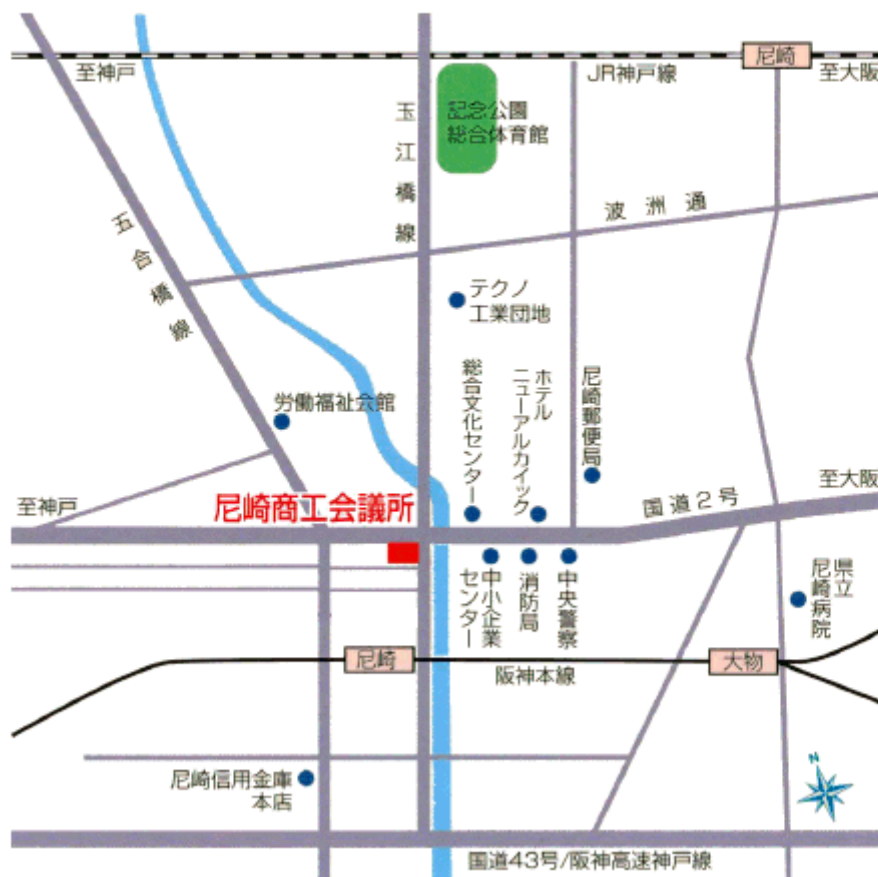 尼崎
至神戸
JR神戸線
至大阪
玉江橋線
記念公園
総合体育館
波洲通
五合橋線
テクノ
工業団地
労働福祉会館
総合文化センター
ホテル
ニューアルカイック
尼崎郵便局
至神戸
尼崎商工会議所
国道2号
至大阪
中小企業
センター
消防局
中央警察
県立
尼崎病院
尼崎
阪神本線
大物
尼崎信用金庫
本店
N
国道43号/阪神高速神戸線